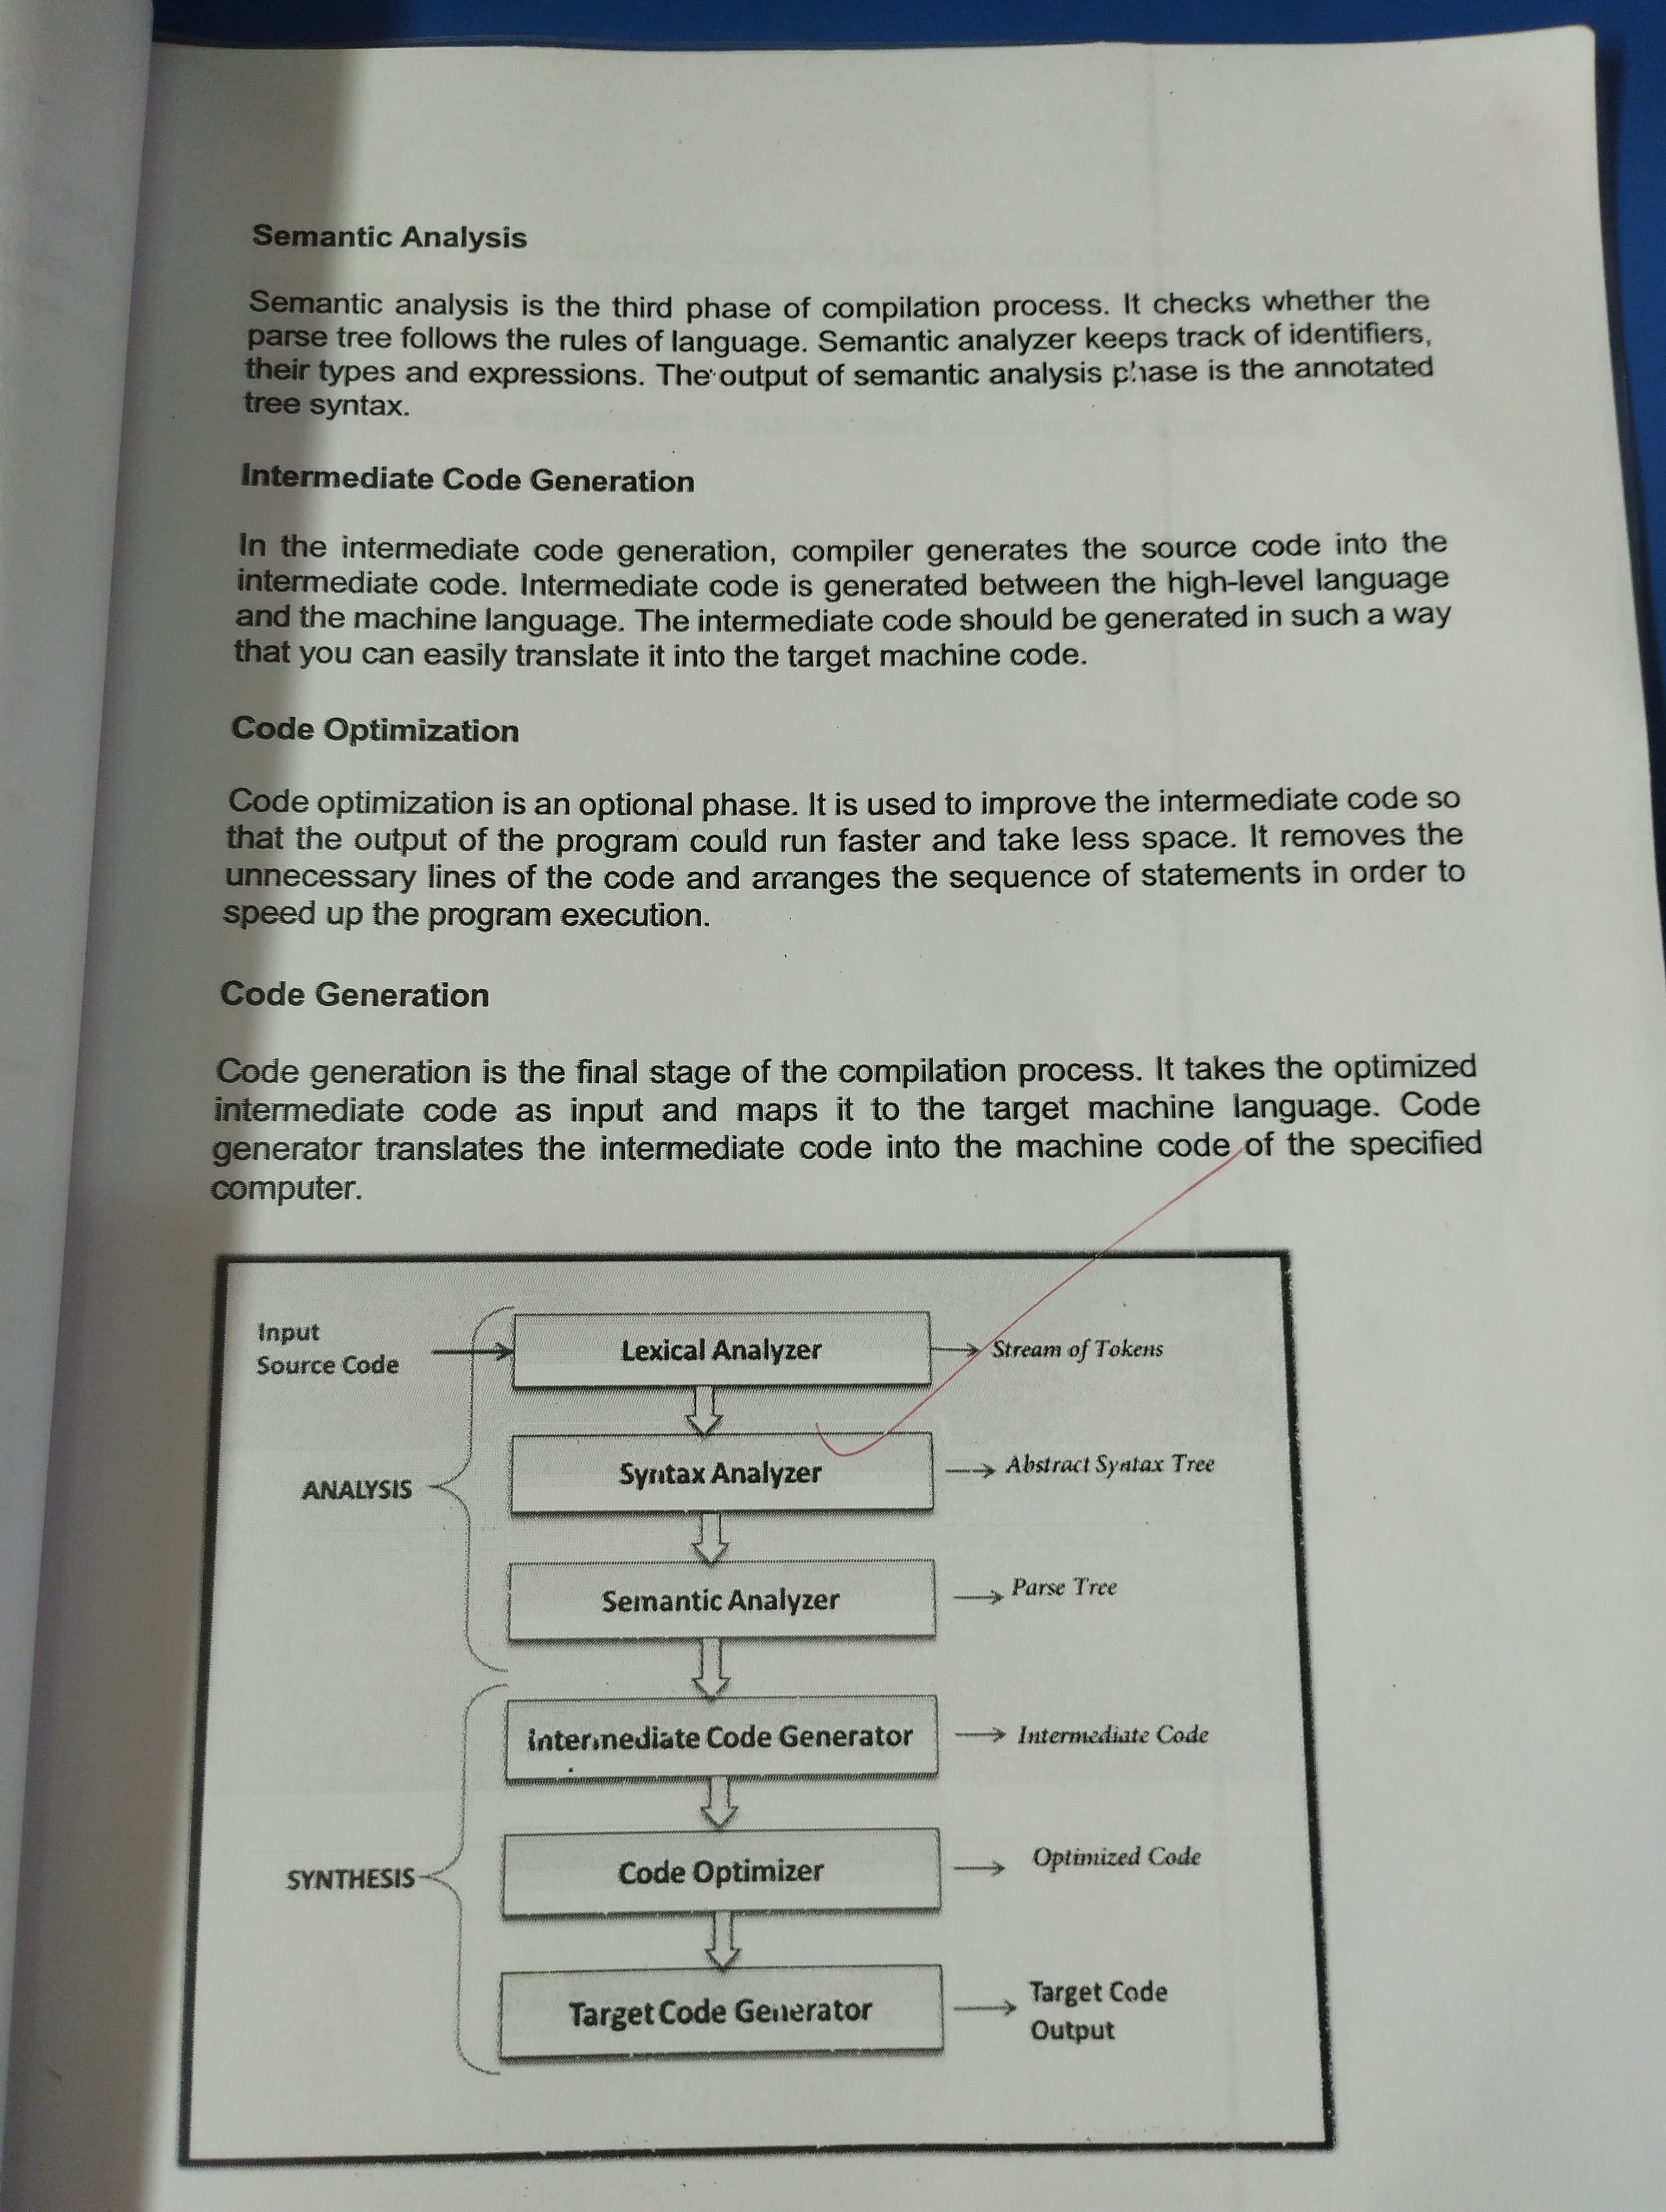 Semantic Analysis
Semantic analysis is the third phase of compilation process. It checks whether the
parse tree follows the rules of language. Semantic analyzer keeps track of identifiers,
their types and expressions. The output of semantic analysis phase is the annotated
tree syntax.
Intermediate Code Generation
In the intermediate code generation, compiler generates the source code into the
intermediate code. Intermediate code is generated between the high-level language
and the machine language. The intermediate code should be generated in such a way
that you can easily translate it into the target machine code.
Code Optimization
Code optimization is an optional phase. It is used to improve the intermediate code so
that the output of the program could run faster and take less space. It removes the
unnecessary lines of the code and arranges the sequence of statements in order to
speed up the program execution.
Code Generation
Code generation is the final stage of the compilation process. It takes the optimized
intermediate code as input and maps it to the target machine language. Code
generator translates the intermediate code into the machine code of the specified
computer.
Input
Source Code
Lexical Analyzer
Stream of Tokens
ANALYSIS
Syntax Analyzer
Abstract Syntax Tree
Semantic Analyzer
Parse Tree
Intermediate Code Generator
Intermediate Code
SYNTHESIS
Code Optimizer
Optimized Code
Target Code Generator
Target Code
Output